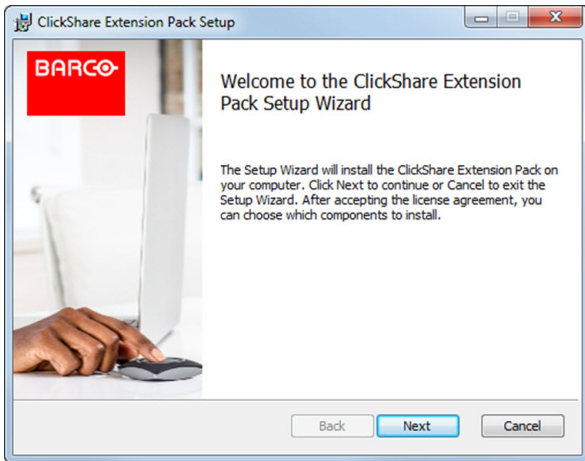 ClickShare Extension Pack Setup
BARCO
Welcome to the ClickShare Extension
Pack Setup Wizard
The Setup Wizard will install the ClickShare Extension Pack on
your computer. Click Next to continue or Cancel to exit the
Setup Wizard. After accepting the license agreement, you
can choose which components to install.
Back Next Cancel